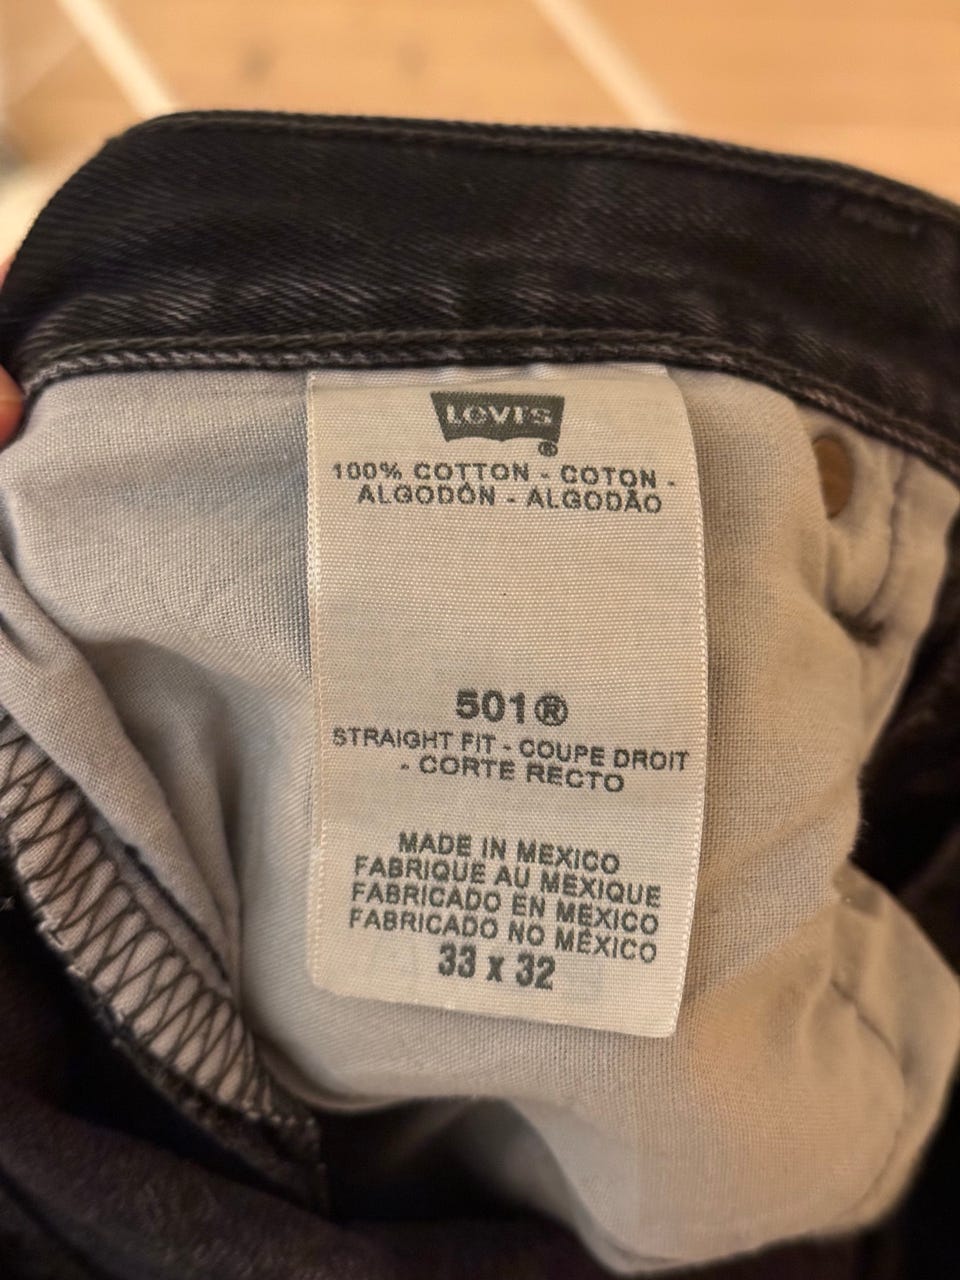 LEVI'S
®
100% COTTON - COTON -
ALGODÓN - ALGODÃO
501®
STRAIGHT FIT - COUPE DROIT
- CORTE RECTO
MADE IN MEXICO
FABRIQUE AU MEXIQUE
FABRICADO EN MEXICO
FABRICADO NO MÉXICO
33 x 32